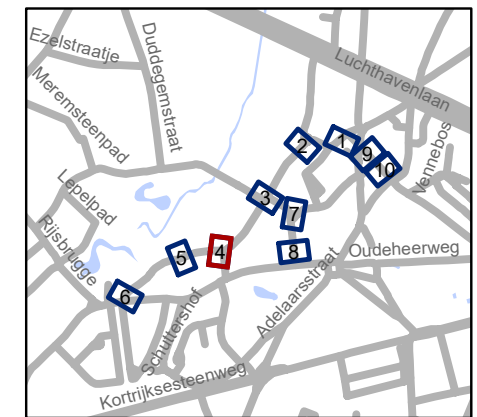 Ezelstraatje
Duddegemstraat
Luchthavenlaan
Meremsteenpad
Vennebos
1
2
9
10
Lepelpad
3
7
Rijsbrugge
4
5
8
Oudeheerweg
6
Schuttershof
Adelaarsstraat
Kortrijksesteenweg